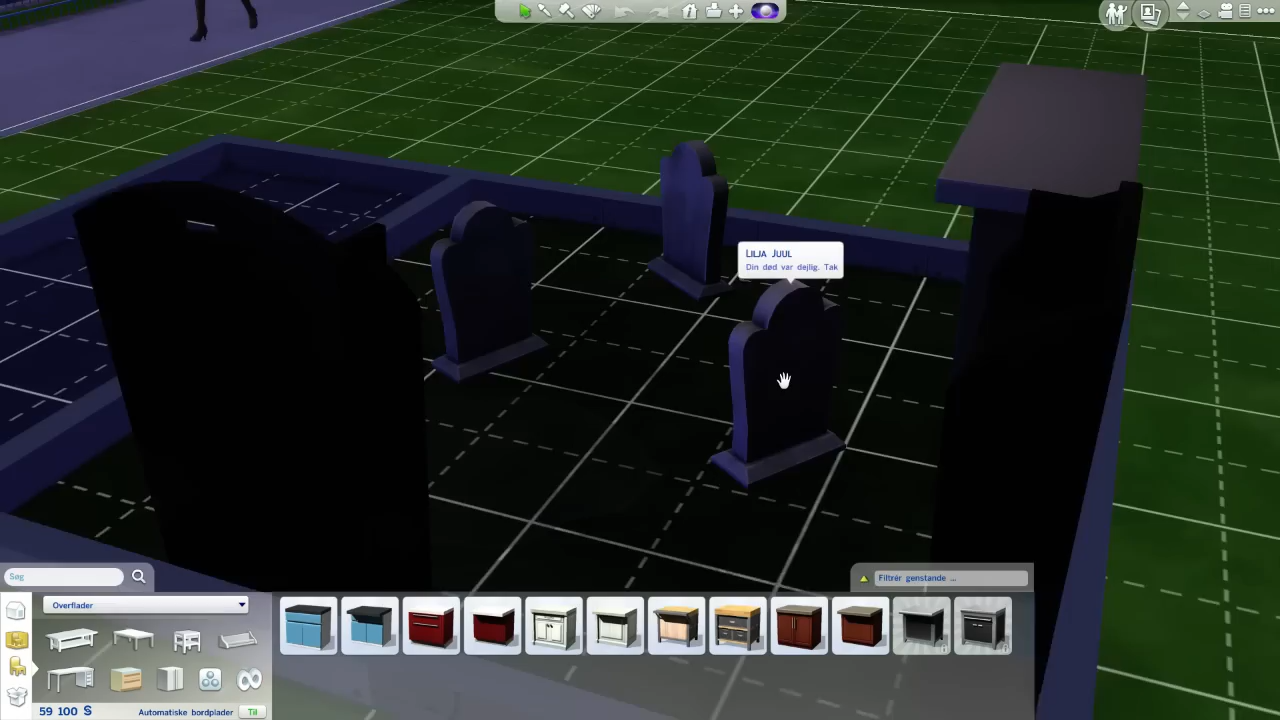 LILJA JUUL
Din død var dejlig. Tak
Søg
Filtrér genstande ...
Overflader
59 100 §
Automatiske bordplader
Til